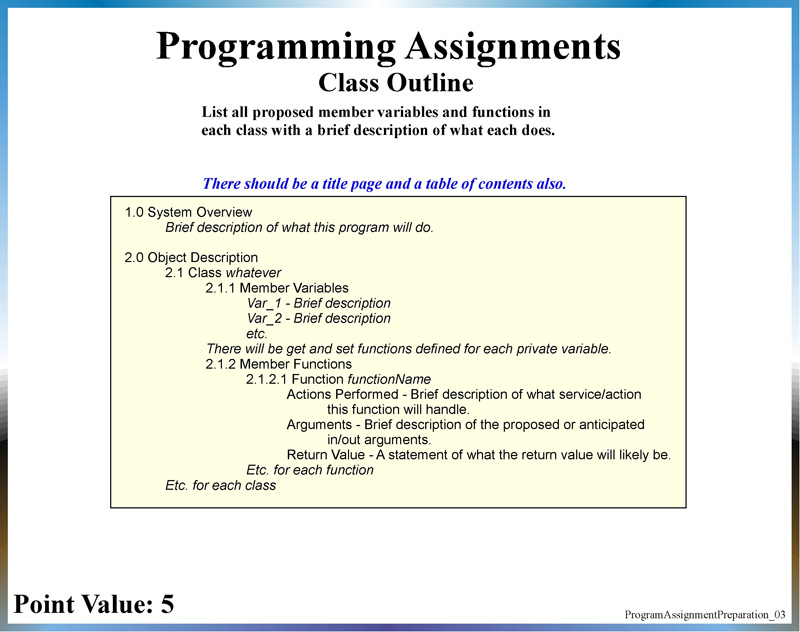 Programming Assignments
Class Outline
List all proposed member variables and functions in
each class with a brief description of what each does.
There should be a title page and a table of contents also.
1.0 System Overview
Brief description of what this program will do.
2.0 Object Description
2.1 Class whatever
2.1.1 Member Variables
Var_1 - Brief description
Var_2 - Brief description
etc.
There will be get and set functions defined for each private variable.
2.1.2 Member Functions
2.1.2.1 Function functionName
Actions Performed - Brief description of what service/action
this function will handle.
Arguments - Brief description of the proposed or anticipated
in/out arguments.
Return Value - A statement of what the return value will likely be.
Etc. for each function
Etc. for each class
Point Value: 5
ProgramAssignmentPreparation_03